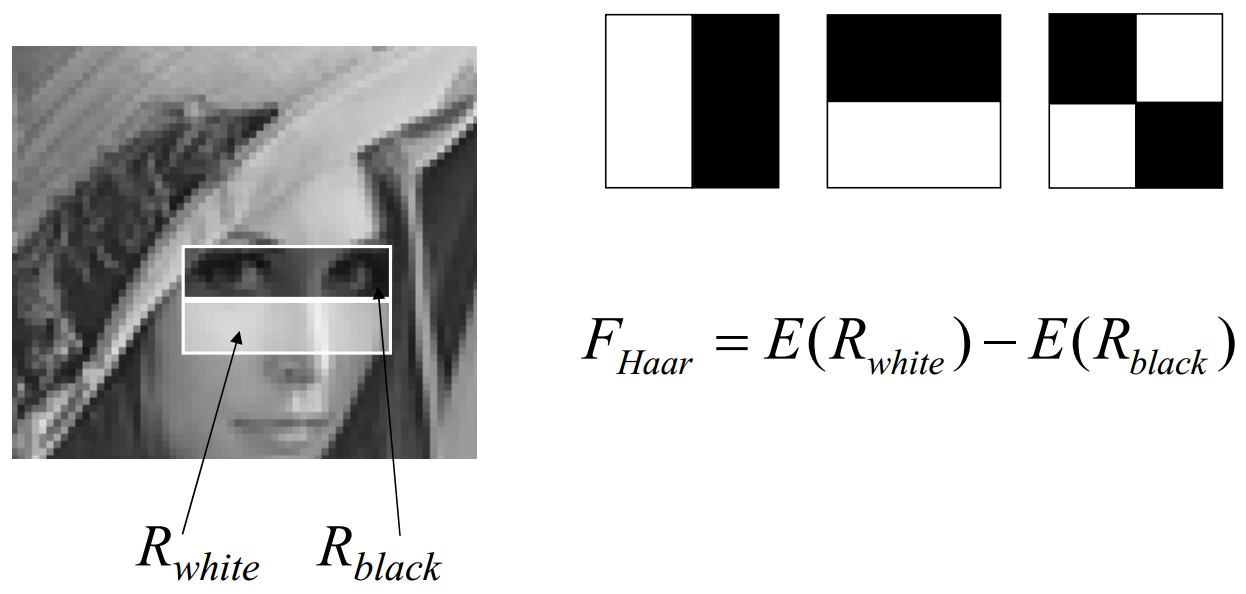 F_Haar = E(R_white) − E(R_black)
R_white R_black